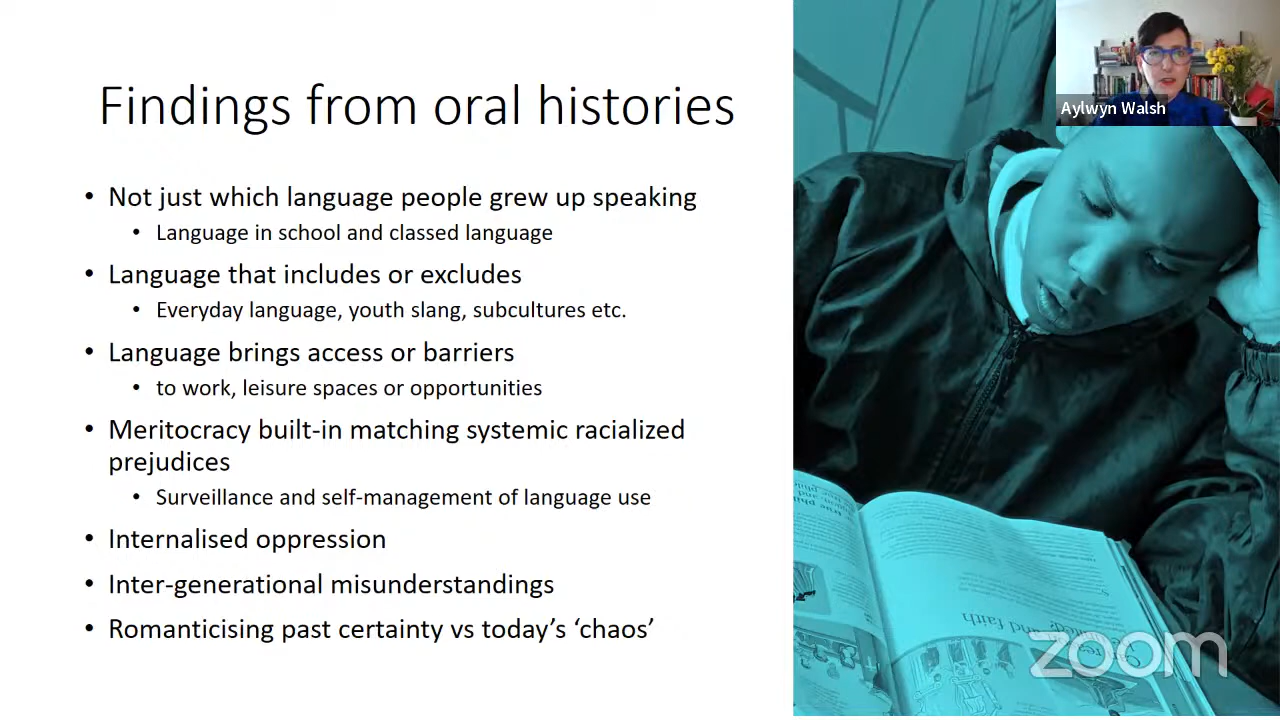 Findings from oral histories
• Not just which language people grew up speaking
• Language in school and classed language
• Language that includes or excludes
• Everyday language, youth slang, subcultures etc.
• Language brings access or barriers
• to work, leisure spaces or opportunities
• Meritocracy built-in matching systemic racialized
prejudices
• Surveillance and self-management of language use
• Internalised oppression
• Inter-generational misunderstandings
• Romanticising past certainty vs today’s ‘chaos’
Aylwyn Walsh
and faith
zoom